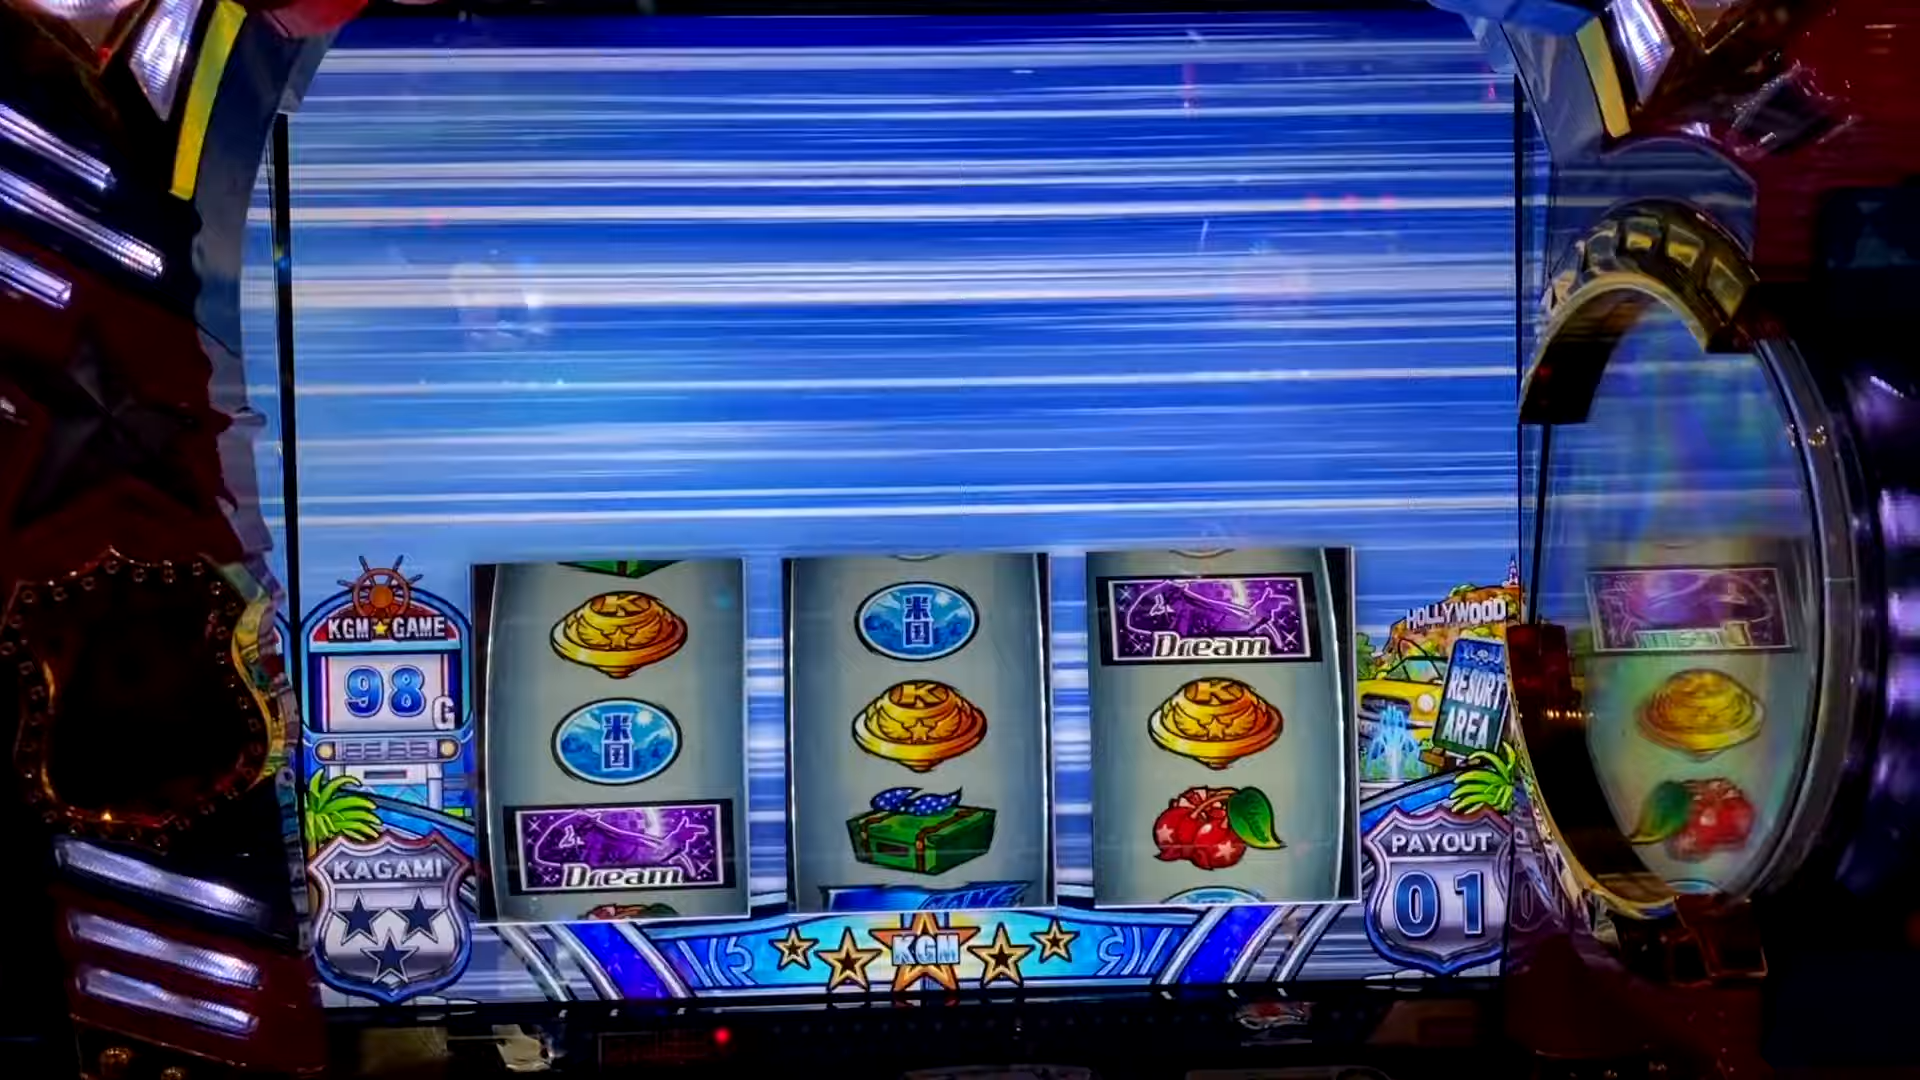 KGM★GAME
98G
KAGAMI
K
米国
Dream
米国
K
Dream
K
HOLLYWOOD
RESORT
AREA
PAYOUT
01
KGM